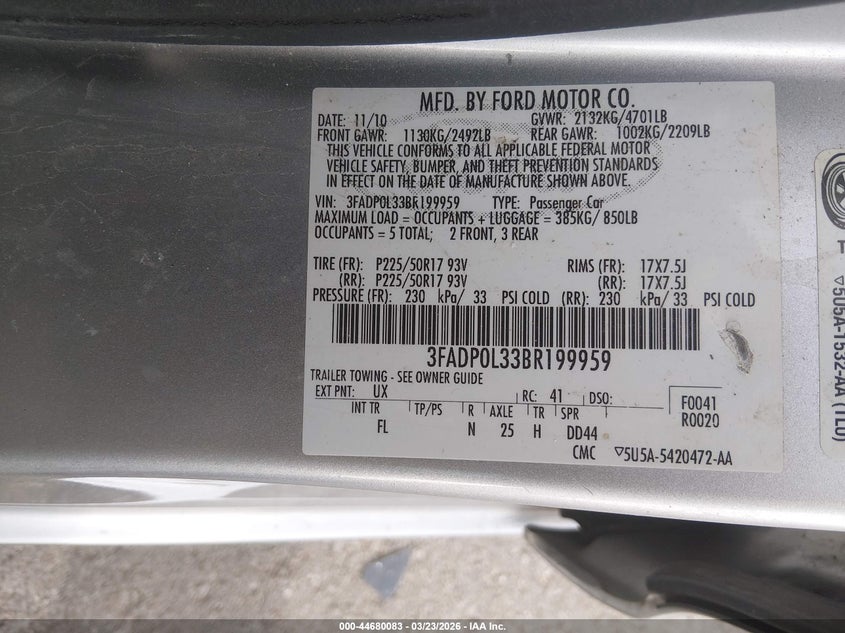 MFD. BY FORD MOTOR CO.
DATE: 11/10 GVWR: 2132KG/4701LB
FRONT GAWR: 1130KG/2492LB REAR GAWR: 1002KG/2209LB
THIS VEHICLE CONFORMS TO ALL APPLICABLE FEDERAL MOTOR
VEHICLE SAFETY, BUMPER, AND THEFT PREVENTION STANDARDS
IN EFFECT ON THE DATE OF MANUFACTURE SHOWN ABOVE.
VIN: 3FADP0L33BR199959 TYPE: Passenger Car
MAXIMUM LOAD = OCCUPANTS + LUGGAGE = 385KG/ 850LB
OCCUPANTS = 5 TOTAL; 2 FRONT, 3 REAR
TIRE (FR): P225/50R17 93V RIMS (FR): 17X7.5J
(RR): P225/50R17 93V (RR): 17X7.5J
PRESSURE (FR): 230 kPa/ 33 PSI COLD (RR): 230 kPa/ 33 PSI COLD
3FADP0L33BR199959
TRAILER TOWING - SEE OWNER GUIDE
EXT PNT: UX RC: 41 DSO: F0041
R0020
INT TR TP/PS R AXLE TR SPR
FL N 25 H DD44
CMC ▽5U5A-5420472-AA
▽5U5A-1532-AA (TLU)
000-44680083 - 03/23/2026 - IAA Inc.